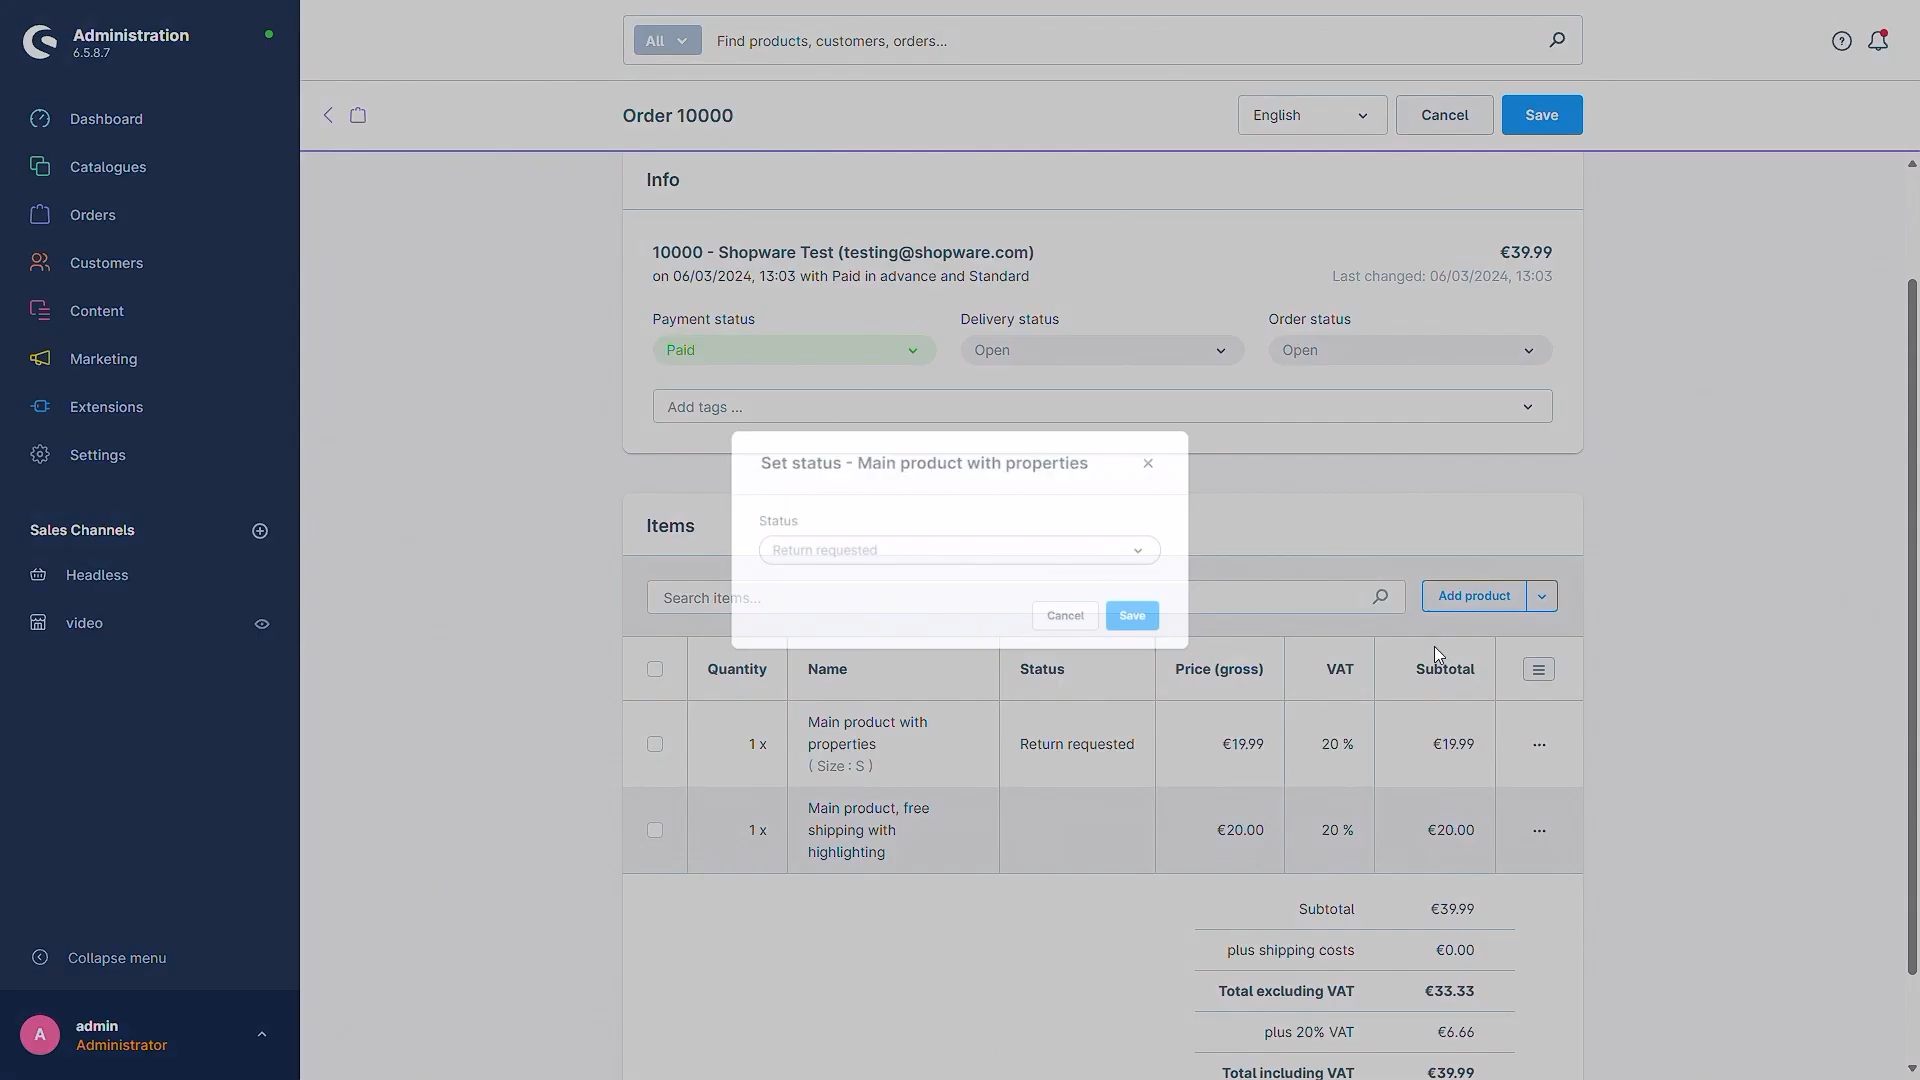 Administration
6.5.8.7
Dashboard
Catalogues
Orders
Customers
Content
Marketing
Extensions
Settings
Sales Channels
Headless
video
Collapse menu
A
admin
Administrator
All
Find products, customers, orders...
Order 10000
English
Cancel
Save
Info
10000 - Shopware Test (testing@shopware.com)
€39.99
on 06/03/2024, 13:03 with Paid in advance and Standard
Last changed: 06/03/2024, 13:03
Payment status
Delivery status
Order status
Paid
Open
Open
Add tags ...
Set status - Main product with properties
Status
Return requested
Cancel
Save
Items
Search items...
Add product
Quantity
Name
Status
Price (gross)
VAT
Subtotal
1 x
Main product with
properties
( Size : S )
Return requested
€19.99
20 %
€19.99
1 x
Main product, free
shipping with
highlighting
€20.00
20 %
€20.00
Subtotal
€39.99
plus shipping costs
€0.00
Total excluding VAT
€33.33
plus 20% VAT
€6.66
Total including VAT
€39.99